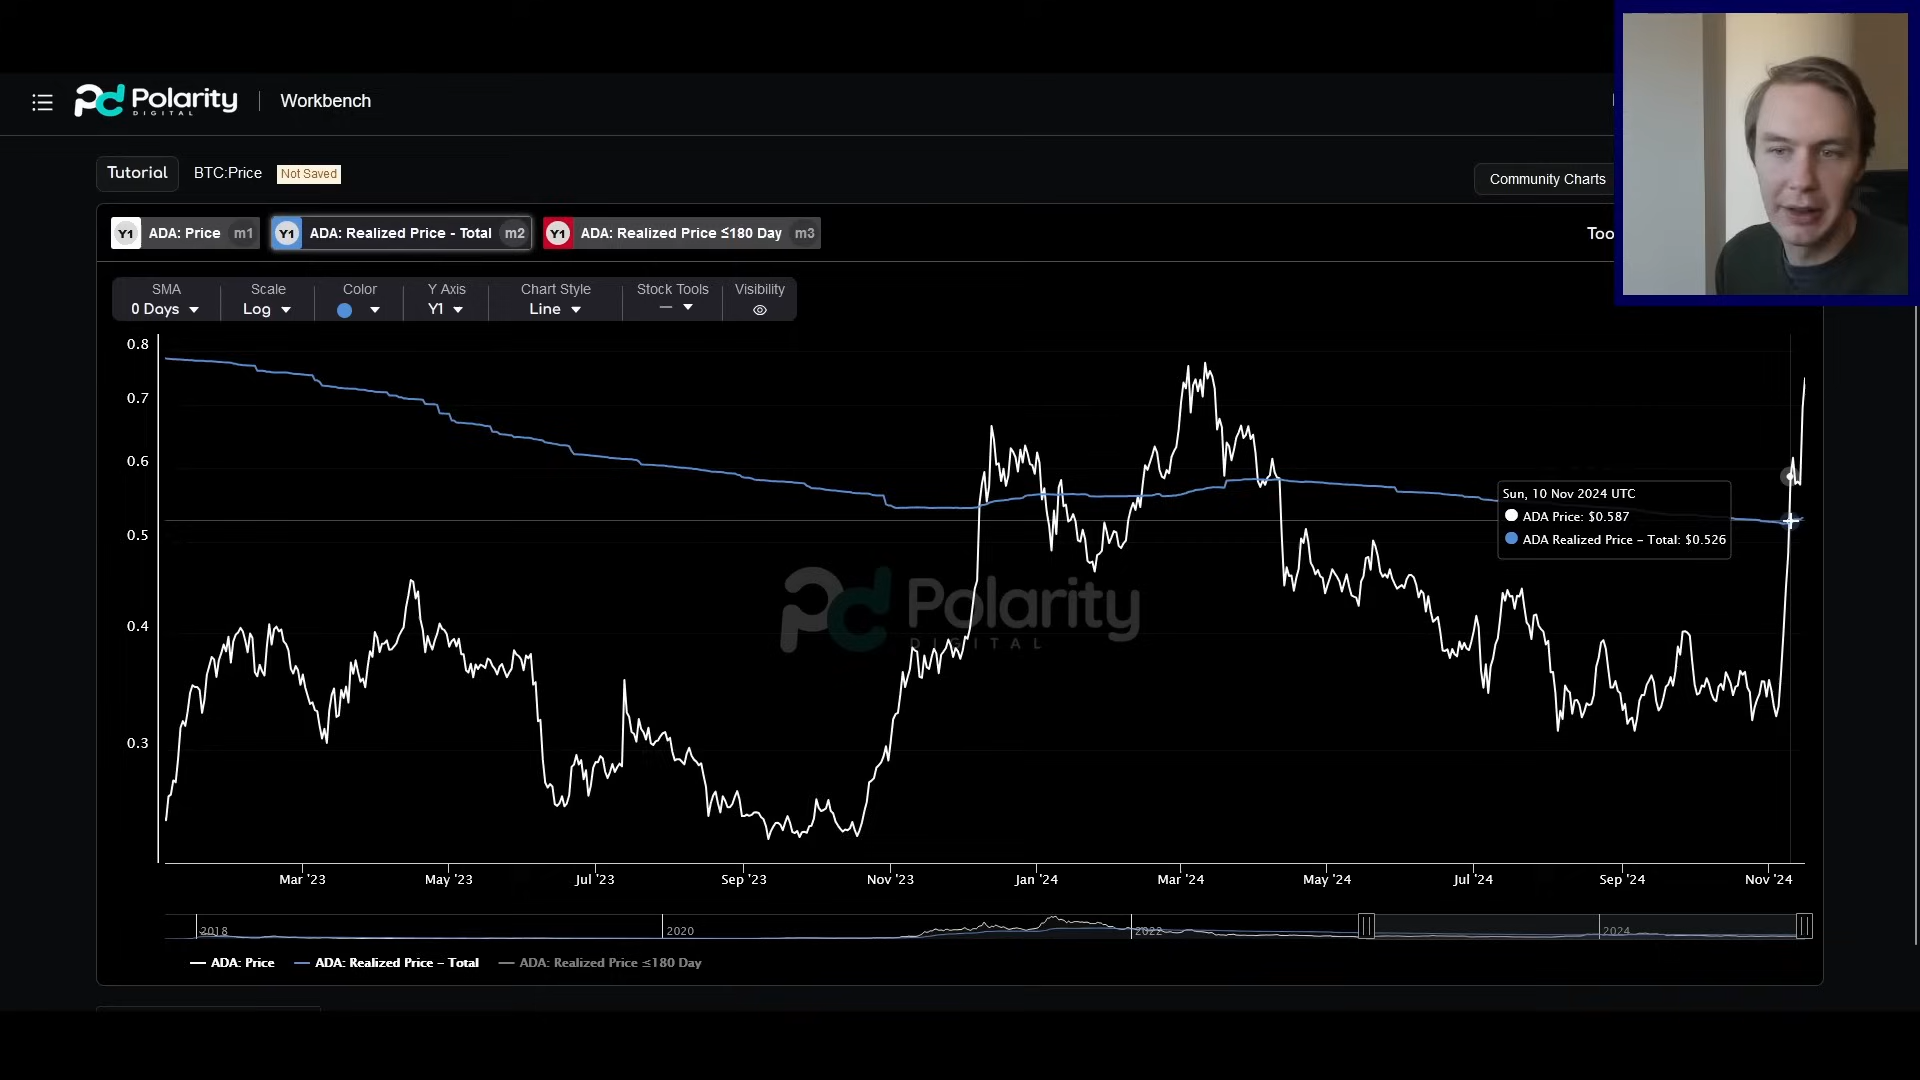 Polarity
DIGITAL
Workbench
Tutorial
BTC:Price
Not Saved
Community Charts
Y1 ADA: Price m1
Y1 ADA: Realized Price - Total m2
Y1 ADA: Realized Price ≤180 Day m3
Too
SMA
0 Days
Scale
Log
Color
Y Axis
Y1
Chart Style
Line
Stock Tools
Visibility
0.8
0.7
0.6
0.5
0.4
0.3
Sun, 10 Nov 2024 UTC
ADA Price: $0.587
ADA Realized Price – Total: $0.526
Polarity
DIGITAL
Mar '23
May '23
Jul '23
Sep '23
Nov '23
Jan '24
Mar '24
May '24
Jul '24
Sep '24
Nov '24
2018
2020
2022
2024
ADA: Price
ADA: Realized Price – Total
ADA: Realized Price ≤180 Day